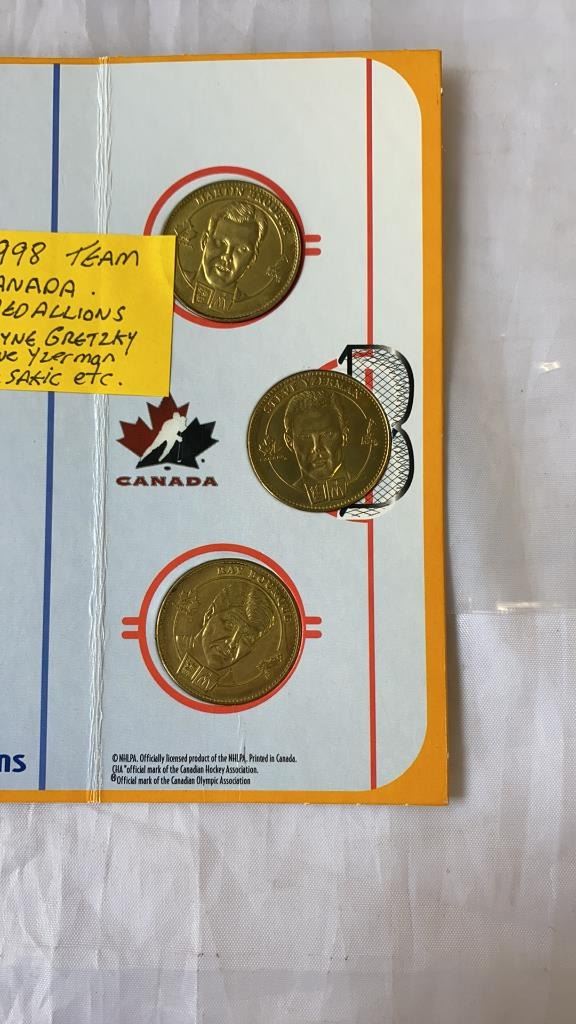 MARTIN BRODEUR
998 TEAM
ANADA.
EDALLIONS
YNE GRETZKY
ve Yzerman
SAKIC etc.
STEVE YZERMAN
CANADA
RAY BOURQUE
ns
© NHLPA. Officially licensed product of the NHLPA. Printed in Canada.
CHA "official mark of the Canadian Hockey Association.
Official mark of the Canadian Olympic Association